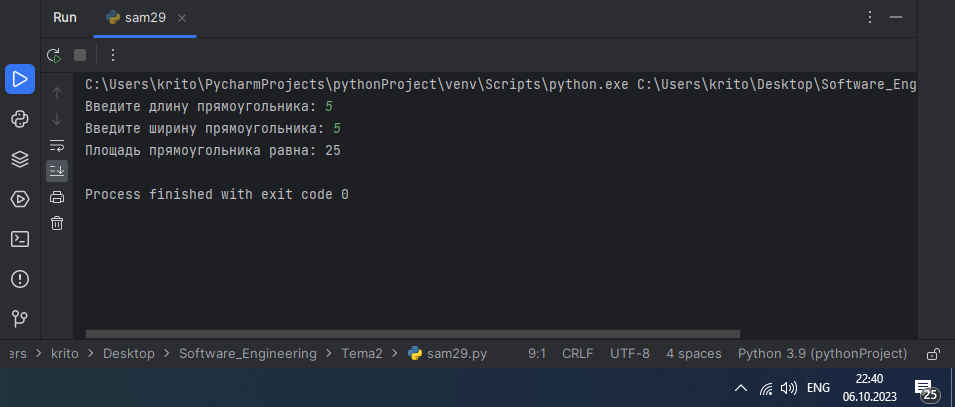 Run sam29
C:\Users\krito\PycharmProjects\pythonProject\venv\Scripts\python.exe C:\Users\krito\Desktop\Software_Eng
Введите длину прямоугольника: 5
Введите ширину прямоугольника: 5
Площадь прямоугольника равна: 25
Process finished with exit code 0
ers > krito > Desktop > Software_Engineering > Tema2 > sam29.py 9:1 CRLF UTF-8 4 spaces Python 3.9 (pythonProject)
ENG 22:40
06.10.2023 25